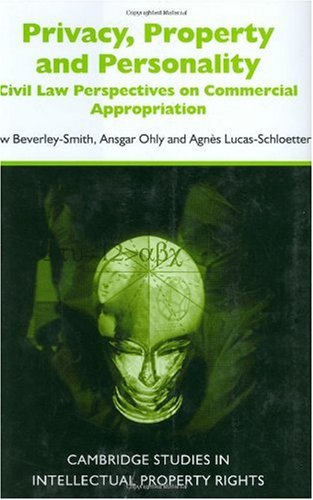 Privacy, Property
and Personality
Civil Law Perspectives on Commercial
Appropriation
w Beverley-Smith, Ansgar Ohly and Agnès Lucas-Schloetter
>αβχ
CAMBRIDGE STUDIES IN
INTELLECTUAL PROPERTY RIGHTS